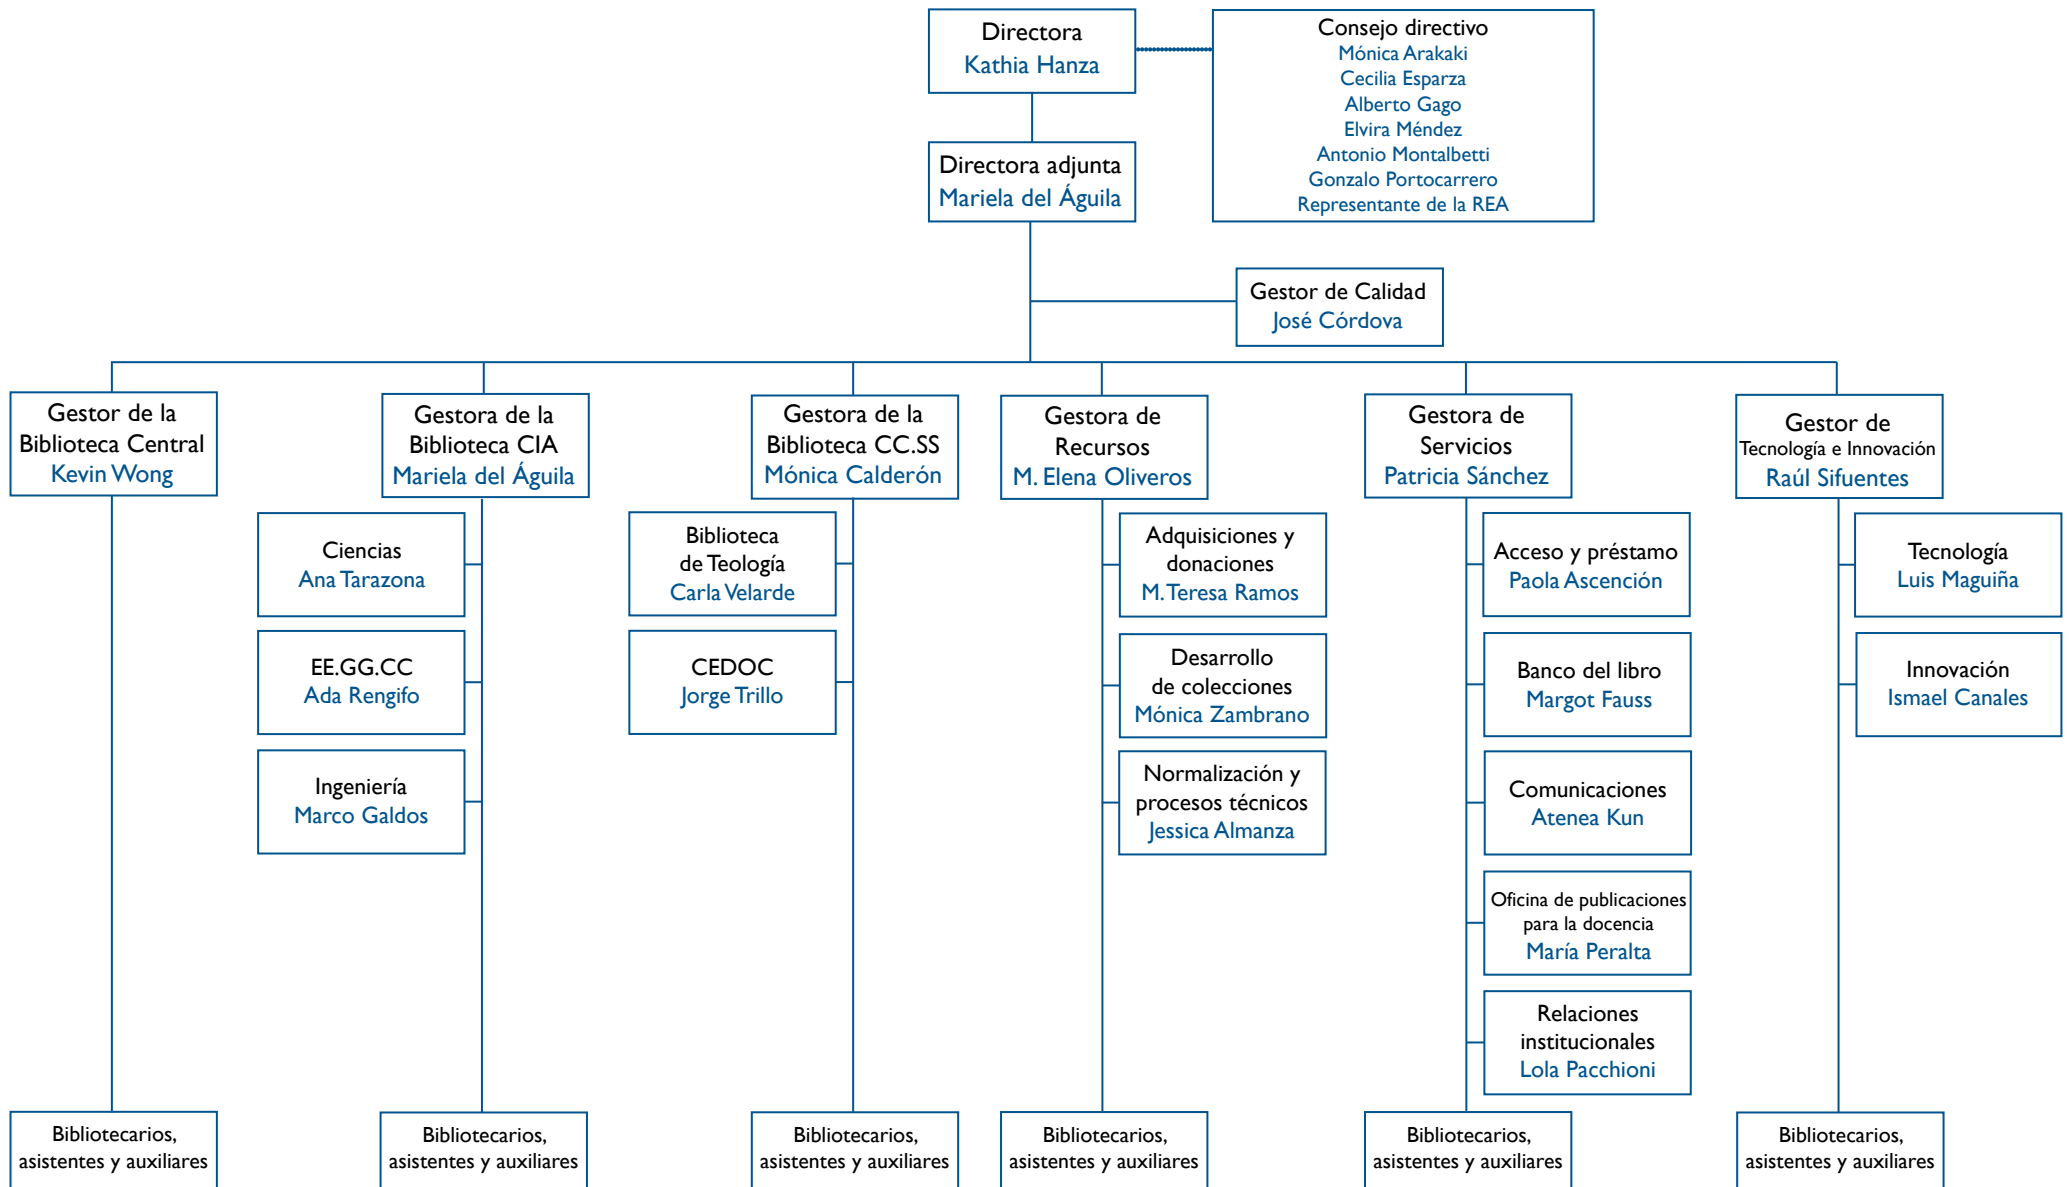 Directora
Kathia Hanza
Consejo directivo
Mónica Arakaki
Cecilia Esparza
Alberto Gago
Elvira Méndez
Antonio Montalbetti
Gonzalo Portocarrero
Representante de la REA
Directora adjunta
Mariela del Águila
Gestor de Calidad
José Córdova
Gestor de la
Biblioteca Central
Kevin Wong
Gestora de la
Biblioteca CIA
Mariela del Águila
Gestora de la
Biblioteca CC.SS
Mónica Calderón
Gestora de
Recursos
M. Elena Oliveros
Gestora de
Servicios
Patricia Sánchez
Gestor de
Tecnología e Innovación
Raúl Sifuentes
Ciencias
Ana Tarazona
EE.GG.CC
Ada Rengifo
Ingeniería
Marco Galdos
Biblioteca
de Teología
Carla Velarde
CEDOC
Jorge Trillo
Adquisiciones y
donaciones
M. Teresa Ramos
Desarrollo
de colecciones
Mónica Zambrano
Normalización y
procesos técnicos
Jessica Almanza
Acceso y préstamo
Paola Ascención
Banco del libro
Margot Fauss
Comunicaciones
Atenea Kun
Oficina de publicaciones
para la docencia
María Peralta
Relaciones
institucionales
Lola Pacchioni
Tecnología
Luis Maguiña
Innovación
Ismael Canales
Bibliotecarios,
asistentes y auxiliares
Bibliotecarios,
asistentes y auxiliares
Bibliotecarios,
asistentes y auxiliares
Bibliotecarios,
asistentes y auxiliares
Bibliotecarios,
asistentes y auxiliares
Bibliotecarios,
asistentes y auxiliares